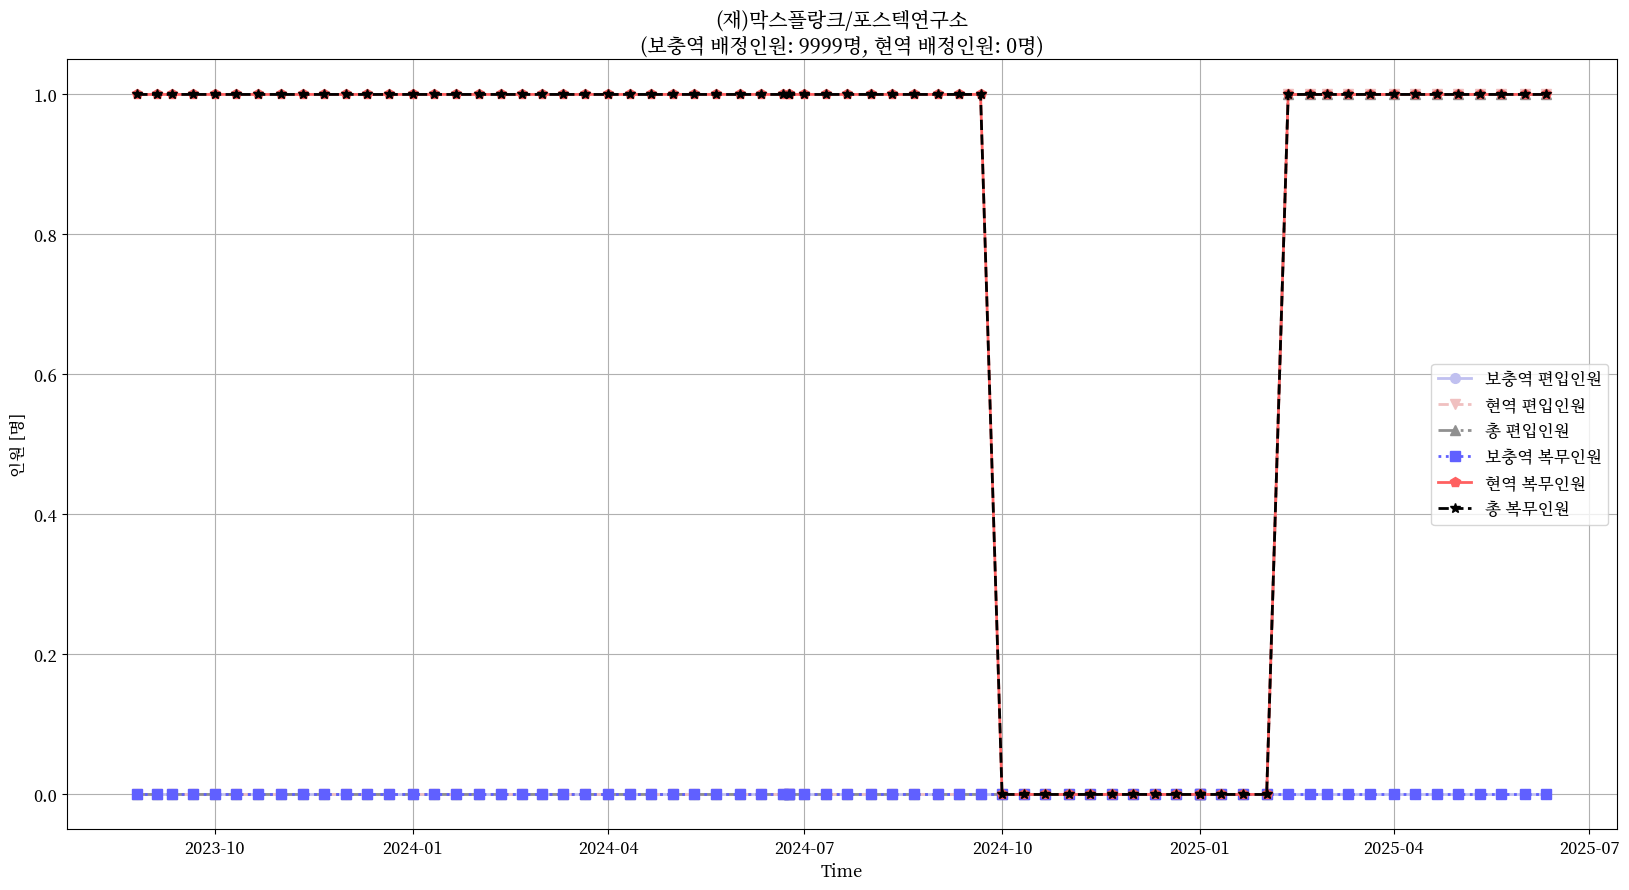 (재)막스플랑크/포스텍연구소
(보충역 배정인원: 9999명, 현역 배정인원: 0명)
인원 [명]
1.0
0.8
0.6
0.4
0.2
0.0
보충역 편입인원
현역 편입인원
총 편입인원
보충역 복무인원
현역 복무인원
총 복무인원
2023-10
2024-01
2024-04
2024-07
2024-10
2025-01
2025-04
2025-07
Time